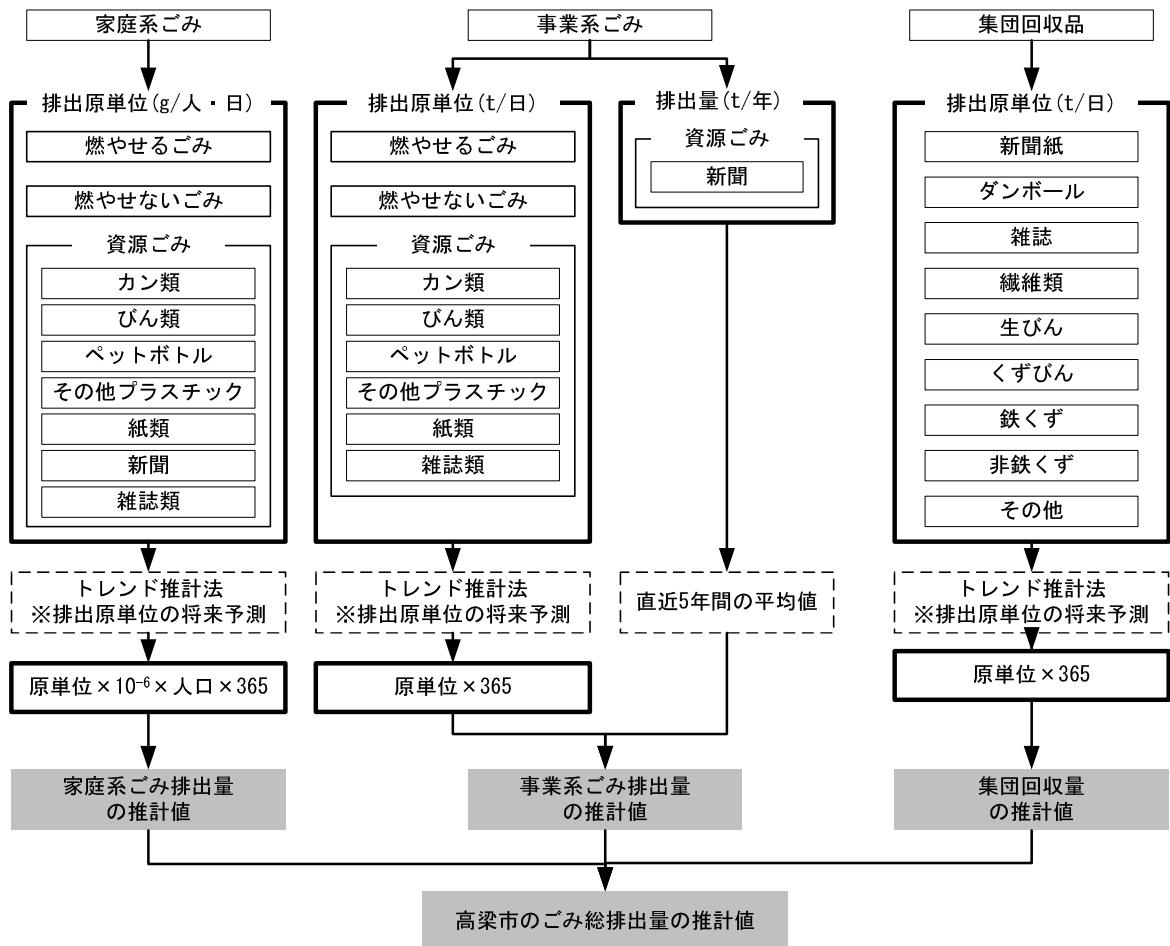 家庭系ごみ
事業系ごみ
集団回収品
排出原単位(g/人・日)
燃やせるごみ
燃やせないごみ
資源ごみ
カン類
びん類
ペットボトル
その他プラスチック
紙類
新聞
雑誌類
排出原単位(t/日)
燃やせるごみ
燃やせないごみ
資源ごみ
カン類
びん類
ペットボトル
その他プラスチック
紙類
雑誌類
排出量(t/年)
資源ごみ
新聞
排出原単位(t/日)
新聞紙
ダンボール
雑誌
繊維類
生びん
くずびん
鉄くず
非鉄くず
その他
トレンド推計法
※排出原単位の将来予測
トレンド推計法
※排出原単位の将来予測
直近5年間の平均値
トレンド推計法
※排出原単位の将来予測
原単位×10⁻⁶×人口×365
原単位×365
原単位×365
家庭系ごみ排出量
の推計値
事業系ごみ排出量
の推計値
集団回収量
の推計値
高梁市のごみ総排出量の推計値